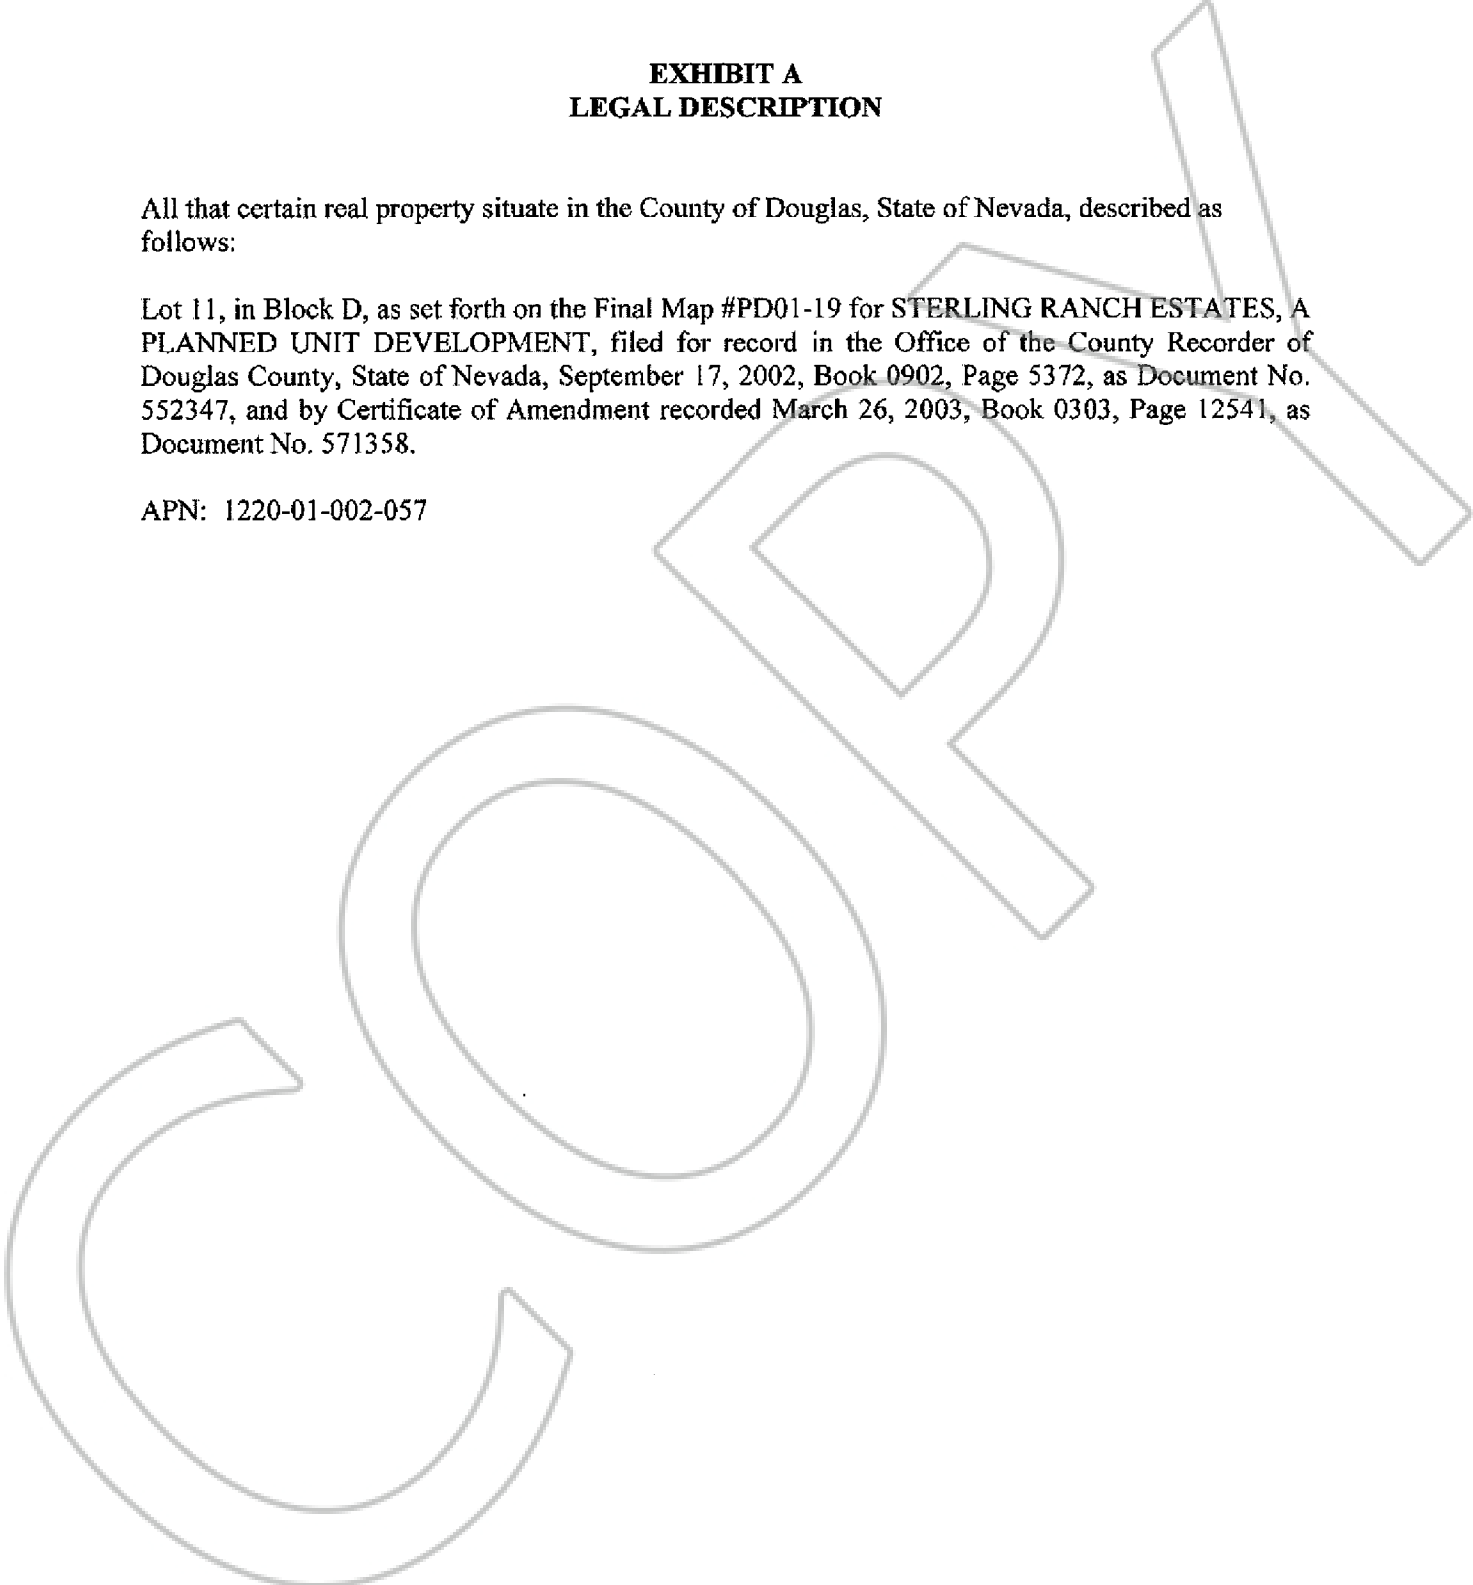 EXHIBIT A
LEGAL DESCRIPTION
All that certain real property situate in the County of Douglas, State of Nevada, described as
follows:
Lot 11, in Block D, as set forth on the Final Map #PD01-19 for STERLING RANCH ESTATES, A
PLANNED UNIT DEVELOPMENT, filed for record in the Office of the County Recorder of
Douglas County, State of Nevada, September 17, 2002, Book 0902, Page 5372, as Document No.
552347, and by Certificate of Amendment recorded March 26, 2003, Book 0303, Page 12541, as
Document No. 571358.
APN: 1220-01-002-057
COPY